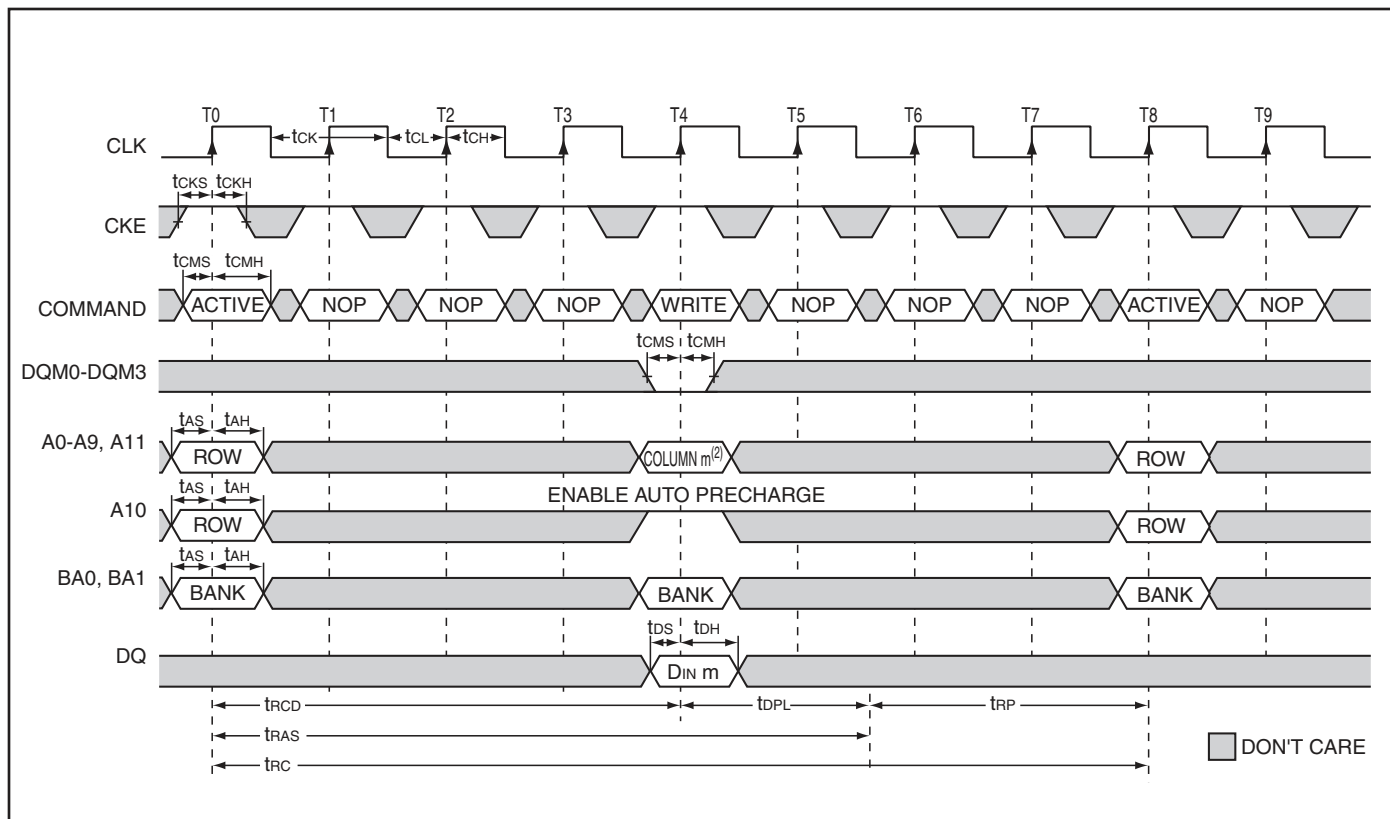 T0 T1 T2 T3 T4 T5 T6 T7 T8 T9
CLK tCK tCL tCH
tCKS tCKH
CKE
tCMS tCMH
COMMAND ACTIVE NOP NOP NOP WRITE NOP NOP NOP ACTIVE NOP
tCMS tCMH
DQM0-DQM3
tAS tAH
A0-A9, A11 ROW COLUMN m(2) ROW
tAS tAH ENABLE AUTO PRECHARGE
A10 ROW ROW
tAS tAH
BA0, BA1 BANK BANK BANK
tDS tDH
DQ DIN m
tRCD tDPL tRP
tRAS
DON'T CARE
tRC